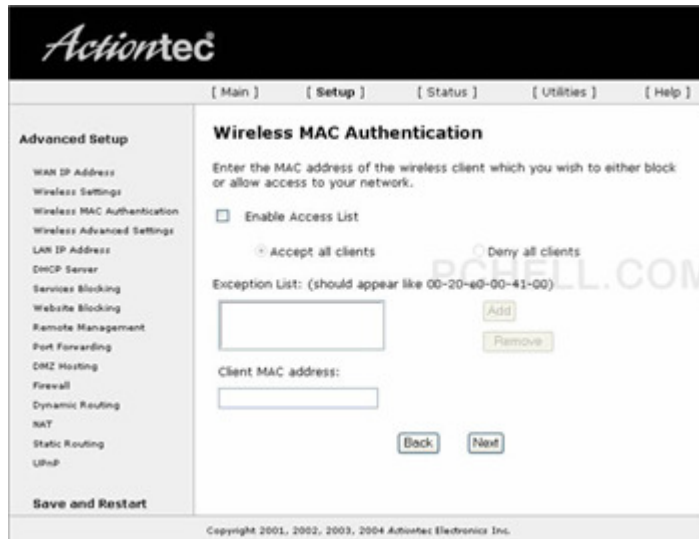 Actiontec
[ Main ] [ Setup ] [ Status ] [ Utilities ] [ Help ]
Advanced Setup
WAN IP Address
Wireless Settings
Wireless MAC Authentication
Wireless Advanced Settings
LAN IP Address
DHCP Server
Services Blocking
Website Blocking
Remote Management
Port Forwarding
DMZ Hosting
Firewall
Dynamic Routing
NAT
Static Routing
UPnP
Save and Restart
Wireless MAC Authentication
Enter the MAC address of the wireless client which you wish to either block
or allow access to your network.
Enable Access List
Accept all clients Deny all clients
PCHELL.COM
Exception List: (should appear like 00-20-e0-00-41-00)
Add
Remove
Client MAC address:
Back Next
Copyright 2001, 2002, 2003, 2004 Actiontec Electronics Inc.